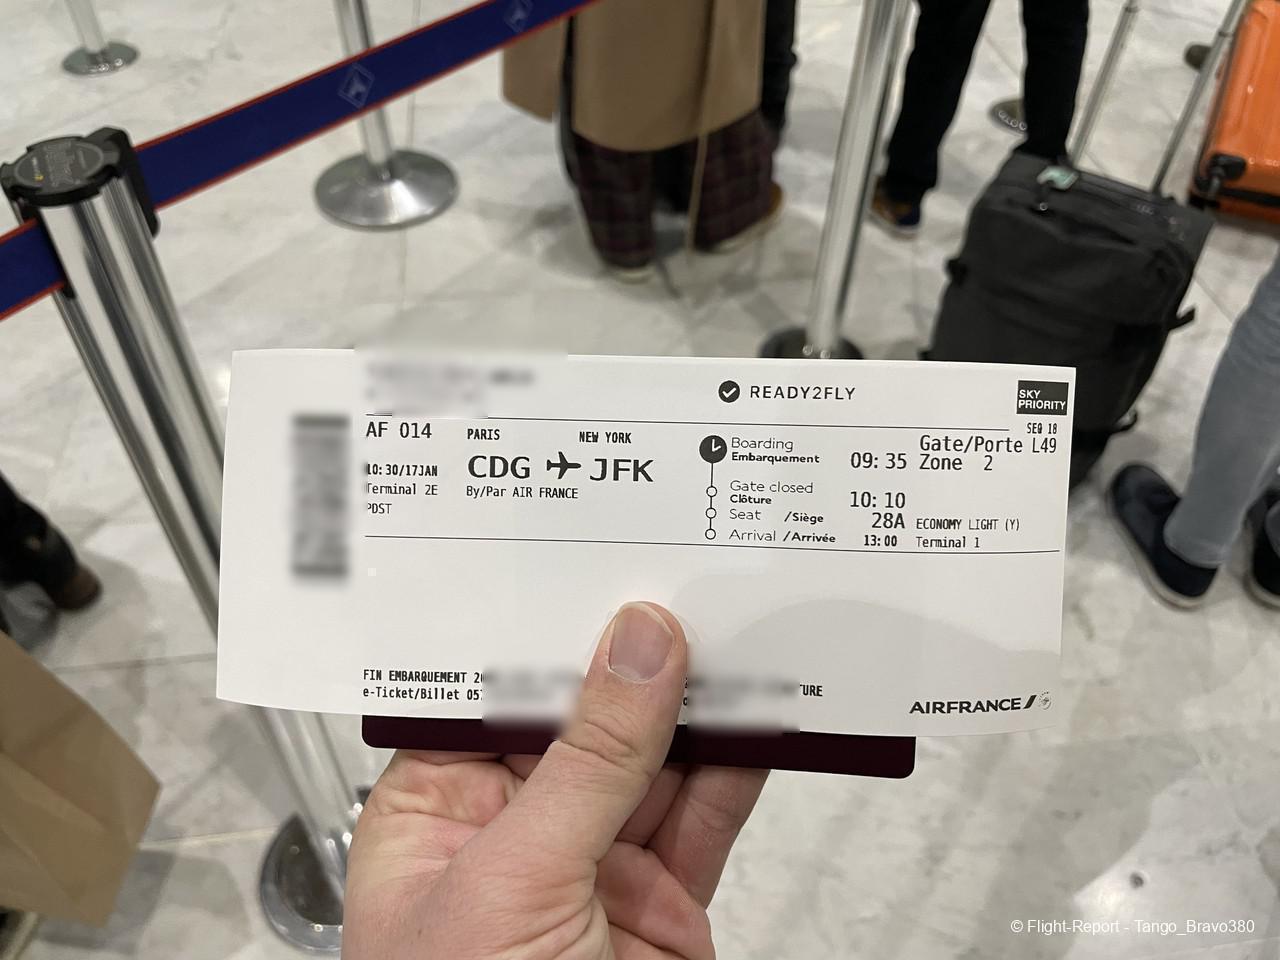 READY2FLY
SKY
PRIORITY
SEQ 18
AF 014
PARIS
NEW YORK
Boarding
Embarquement
09:35
Gate/Porte L49
Zone 2
10:30/17JAN
CDG JFK
Terminal 2E
By/Par AIR FRANCE
PDST
Gate closed
Clôture
10:10
Seat /Siège
28A
ECONOMY LIGHT (Y)
Arrival /Arrivée
13:00
Terminal 1
FIN EMBARQUEMENT
e-Ticket/Billet
AIRFRANCE
© Flight-Report - Tango_Bravo380